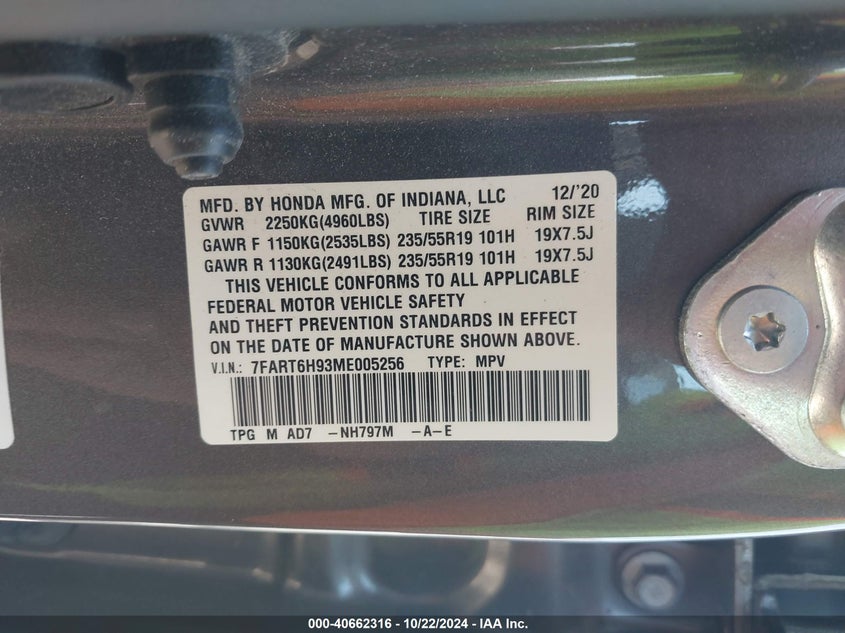 MFD. BY HONDA MFG. OF INDIANA, LLC 12/'20
GVWR 2250KG(4960LBS) TIRE SIZE RIM SIZE
GAWR F 1150KG(2535LBS) 235/55R19 101H 19X7.5J
GAWR R 1130KG(2491LBS) 235/55R19 101H 19X7.5J
THIS VEHICLE CONFORMS TO ALL APPLICABLE
FEDERAL MOTOR VEHICLE SAFETY
AND THEFT PREVENTION STANDARDS IN EFFECT
ON THE DATE OF MANUFACTURE SHOWN ABOVE.
V.I.N.: 7FART6H93ME005256 TYPE: MPV
TPG M AD7 -NH797M -A-E
000-40662316 - 10/22/2024 - IAA Inc.